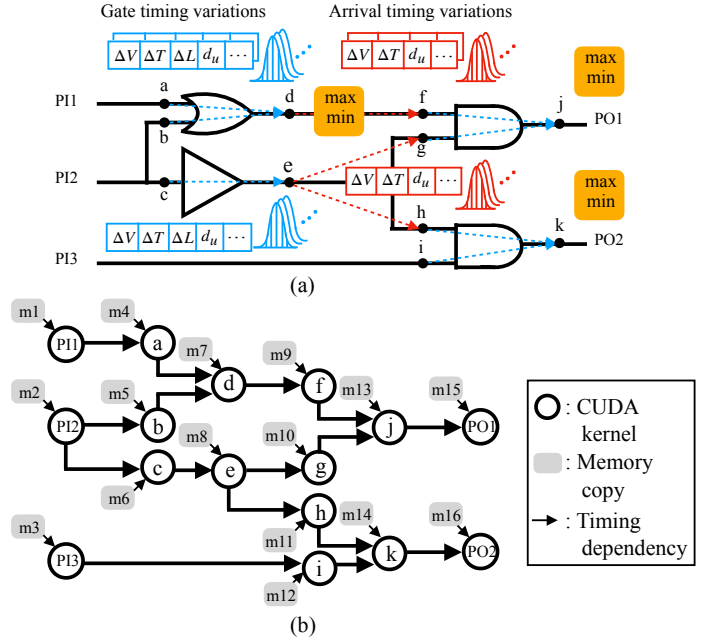 Gate timing variations
Arrival timing variations
ΔV ΔT ΔL d_u ...
ΔV ΔT d_u ...
max
min
a
d
max
min
f
j
PI1
PO1
b
g
e
PI2
c
ΔV ΔT d_u ...
max
min
h
k
ΔV ΔT ΔL d_u ...
PO2
PI3
i
(a)
m1
m4
m7
m9
PI1
a
m13
m15
m2
m5
d
f
j
PO1
PI2
b
m8
m10
c
e
g
m6
m3
m11
h
m14
m16
PI3
i
k
PO2
m12
(b)
: CUDA
kernel
: Memory
copy
: Timing
dependency